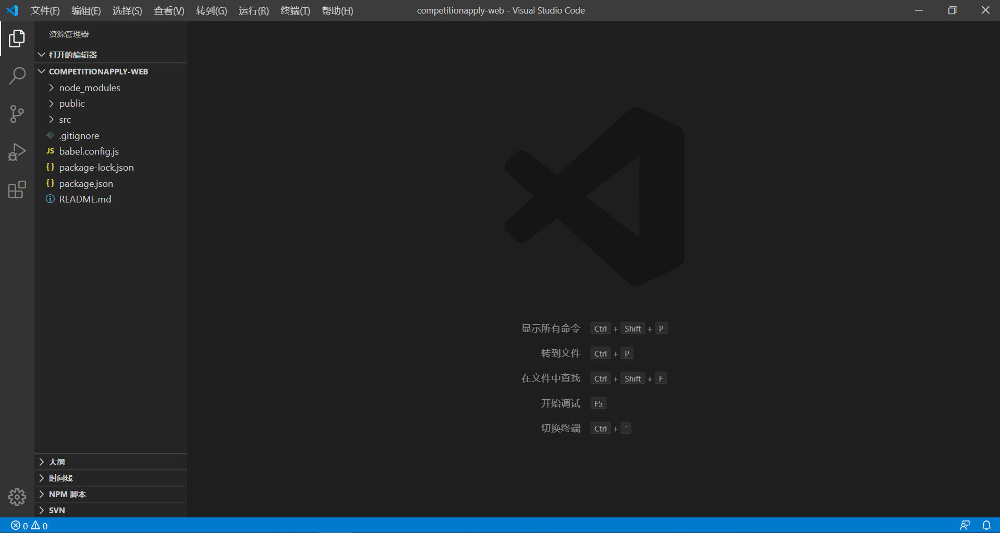 文件(F) 编辑(E) 选择(S) 查看(V) 转到(G) 运行(R) 终端(T) 帮助(H) competitionapply-web - Visual Studio Code
资源管理器
打开的编辑器
COMPETITIONAPPLY-WEB
node_modules
public
src
.gitignore
JS babel.config.js
{} package-lock.json
{} package.json
README.md
显示所有命令 Ctrl + Shift + P
转到文件 Ctrl + P
在文件中查找 Ctrl + Shift + F
开始调试 F5
切换终端 Ctrl + `
大纲
时间线
NPM 脚本
SVN
0 0